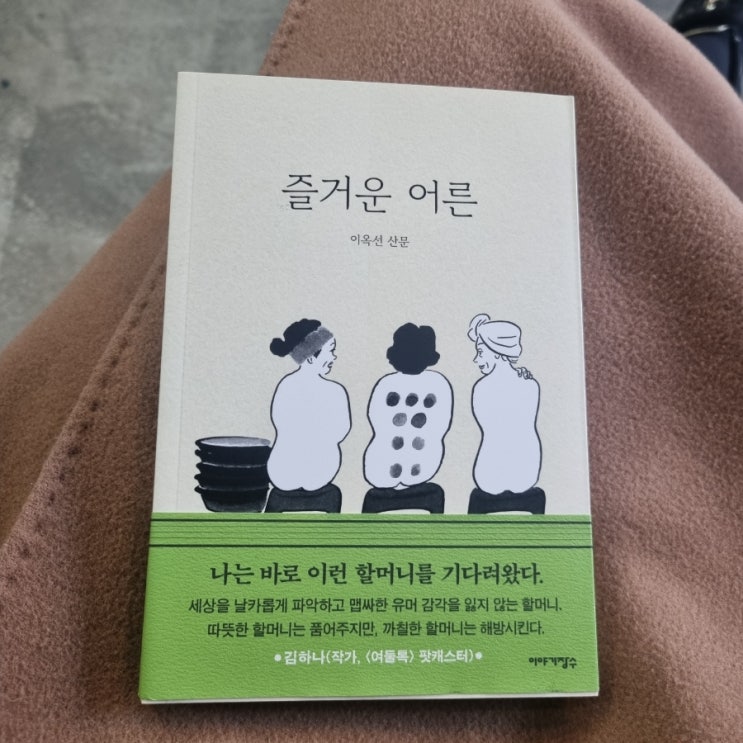 즐거운 어른
이옥선 산문
나는 바로 이런 할머니를 기다려왔다.
세상을 날카롭게 파악하고 맵싸한 유머 감각을 잃지 않는 할머니.
따뜻한 할머니는 품어주지만, 까칠한 할머니는 해방시킨다.
•김하나(작가, 〈여둘톡〉 팟캐스터)•
이야기장수